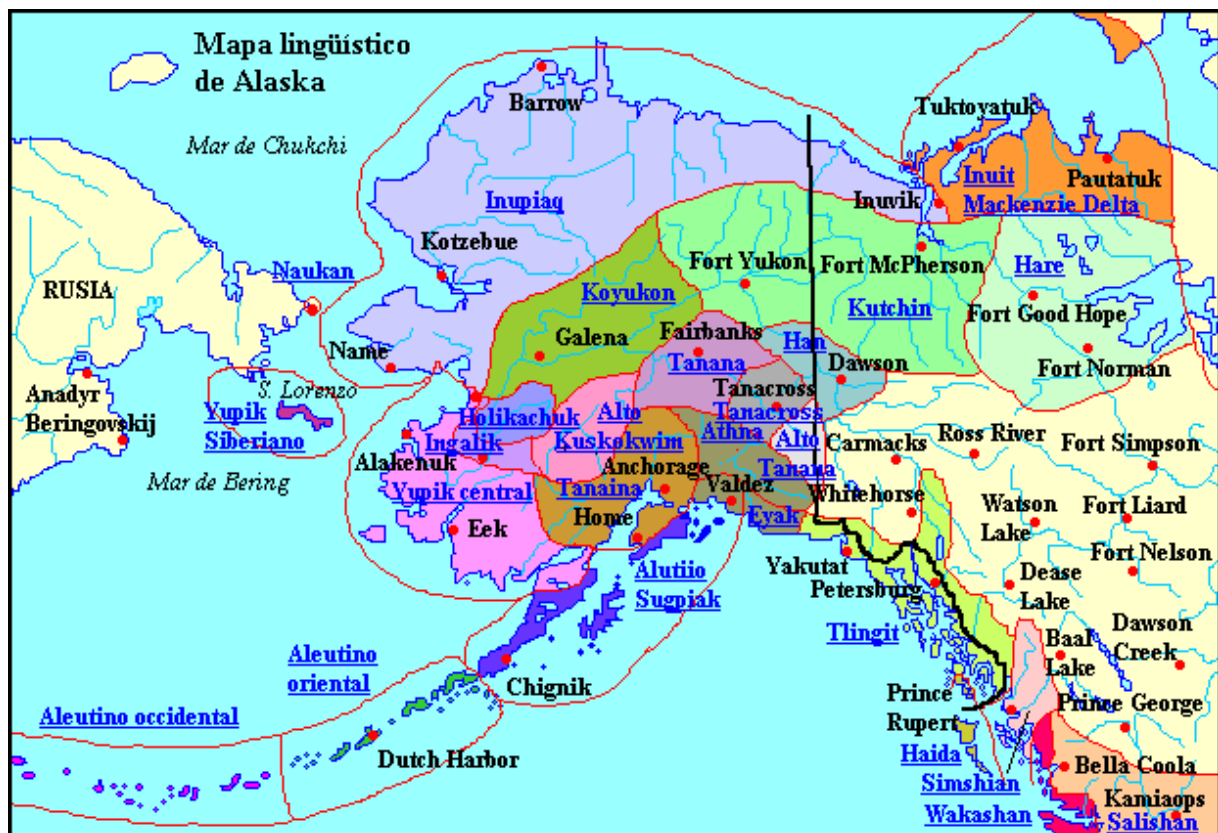 Mapa lingüístico
de Alaska
Mar de Chukchi
Barrow
Tuktoyatuk
Inuit
Mackenzie Delta
Pautatuk
Inuvik
Inupiaq
Kotzebue
Naukan
RUSIA
Fort Yukon
Fort McPherson
Hare
Koyukon
Kutchin
Fort Good Hope
Galena
Fairbanks
Han
Name
Tanana
Dawson
Fort Norman
Anadyr
Beringovskij
S. Lorenzo
Yupik
Siberiano
Tanacross
Holikachuk
Alto
Kuskokwim
Tanacross
Ingalik
Athna
Alto
Tanana
Carmacks
Ross River
Fort Simpson
Alakenuk
Anchorage
Mar de Bering
Yupik central
Tanaina
Valdez
Whitehorse
Watson
Lake
Fort Liard
Home
Eyak
Eek
Fort Nelson
Yakutat
Petersburg
Alutiio
Sugpiak
Dease
Lake
Tlingit
Dawson
Creek
Baal
Lake
Aleutino
oriental
Chignik
Prince
Rupert
Prince George
Aleutino occidental
Dutch Harbor
Haida
Bella Coola
Simshian
Kamiaops
Wakashan
Salishan